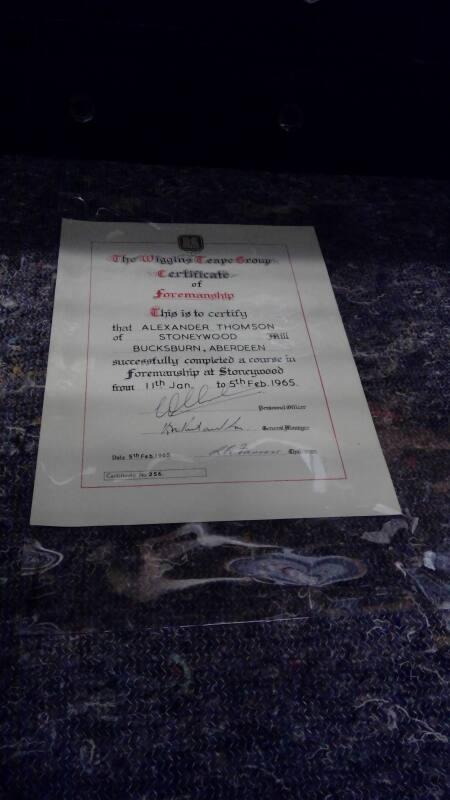 The Wiggins Teape Group
Certificate
of
Foremanship
This is to certify
that ALEXANDER THOMSON
of STONEYWOOD Mill
BUCKSBURN, ABERDEEN
successfully completed a course in
Foremanship at Stoneywood
from 11th Jan. to 5th Feb. 1965.
Personnel Officer
General Manager
Date 5th Feb. 1965 Chairman
Certificate No. 256.